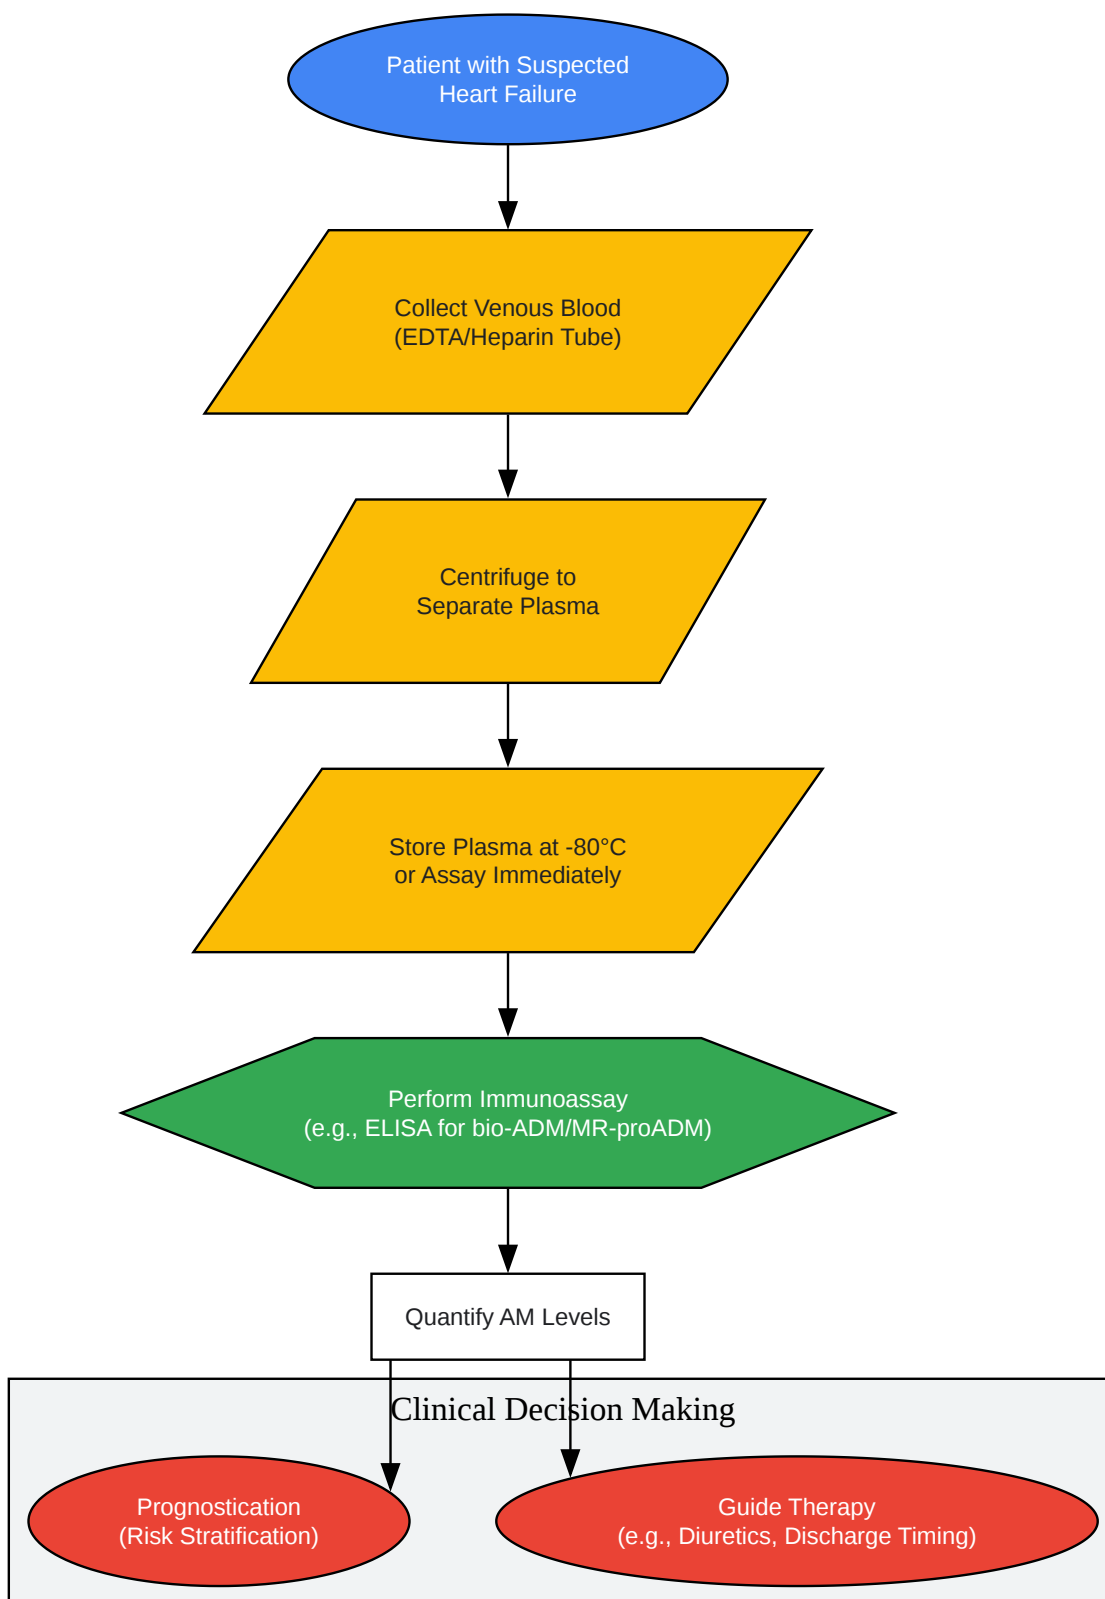 Patient with Suspected
Heart Failure
Collect Venous Blood
(EDTA/Heparin Tube)
Centrifuge to
Separate Plasma
Store Plasma at -80°C
or Assay Immediately
Perform Immunoassay
(e.g., ELISA for bio-ADM/MR-proADM)
Quantify AM Levels
Clinical Decision Making
Prognostication
(Risk Stratification)
Guide Therapy
(e.g., Diuretics, Discharge Timing)